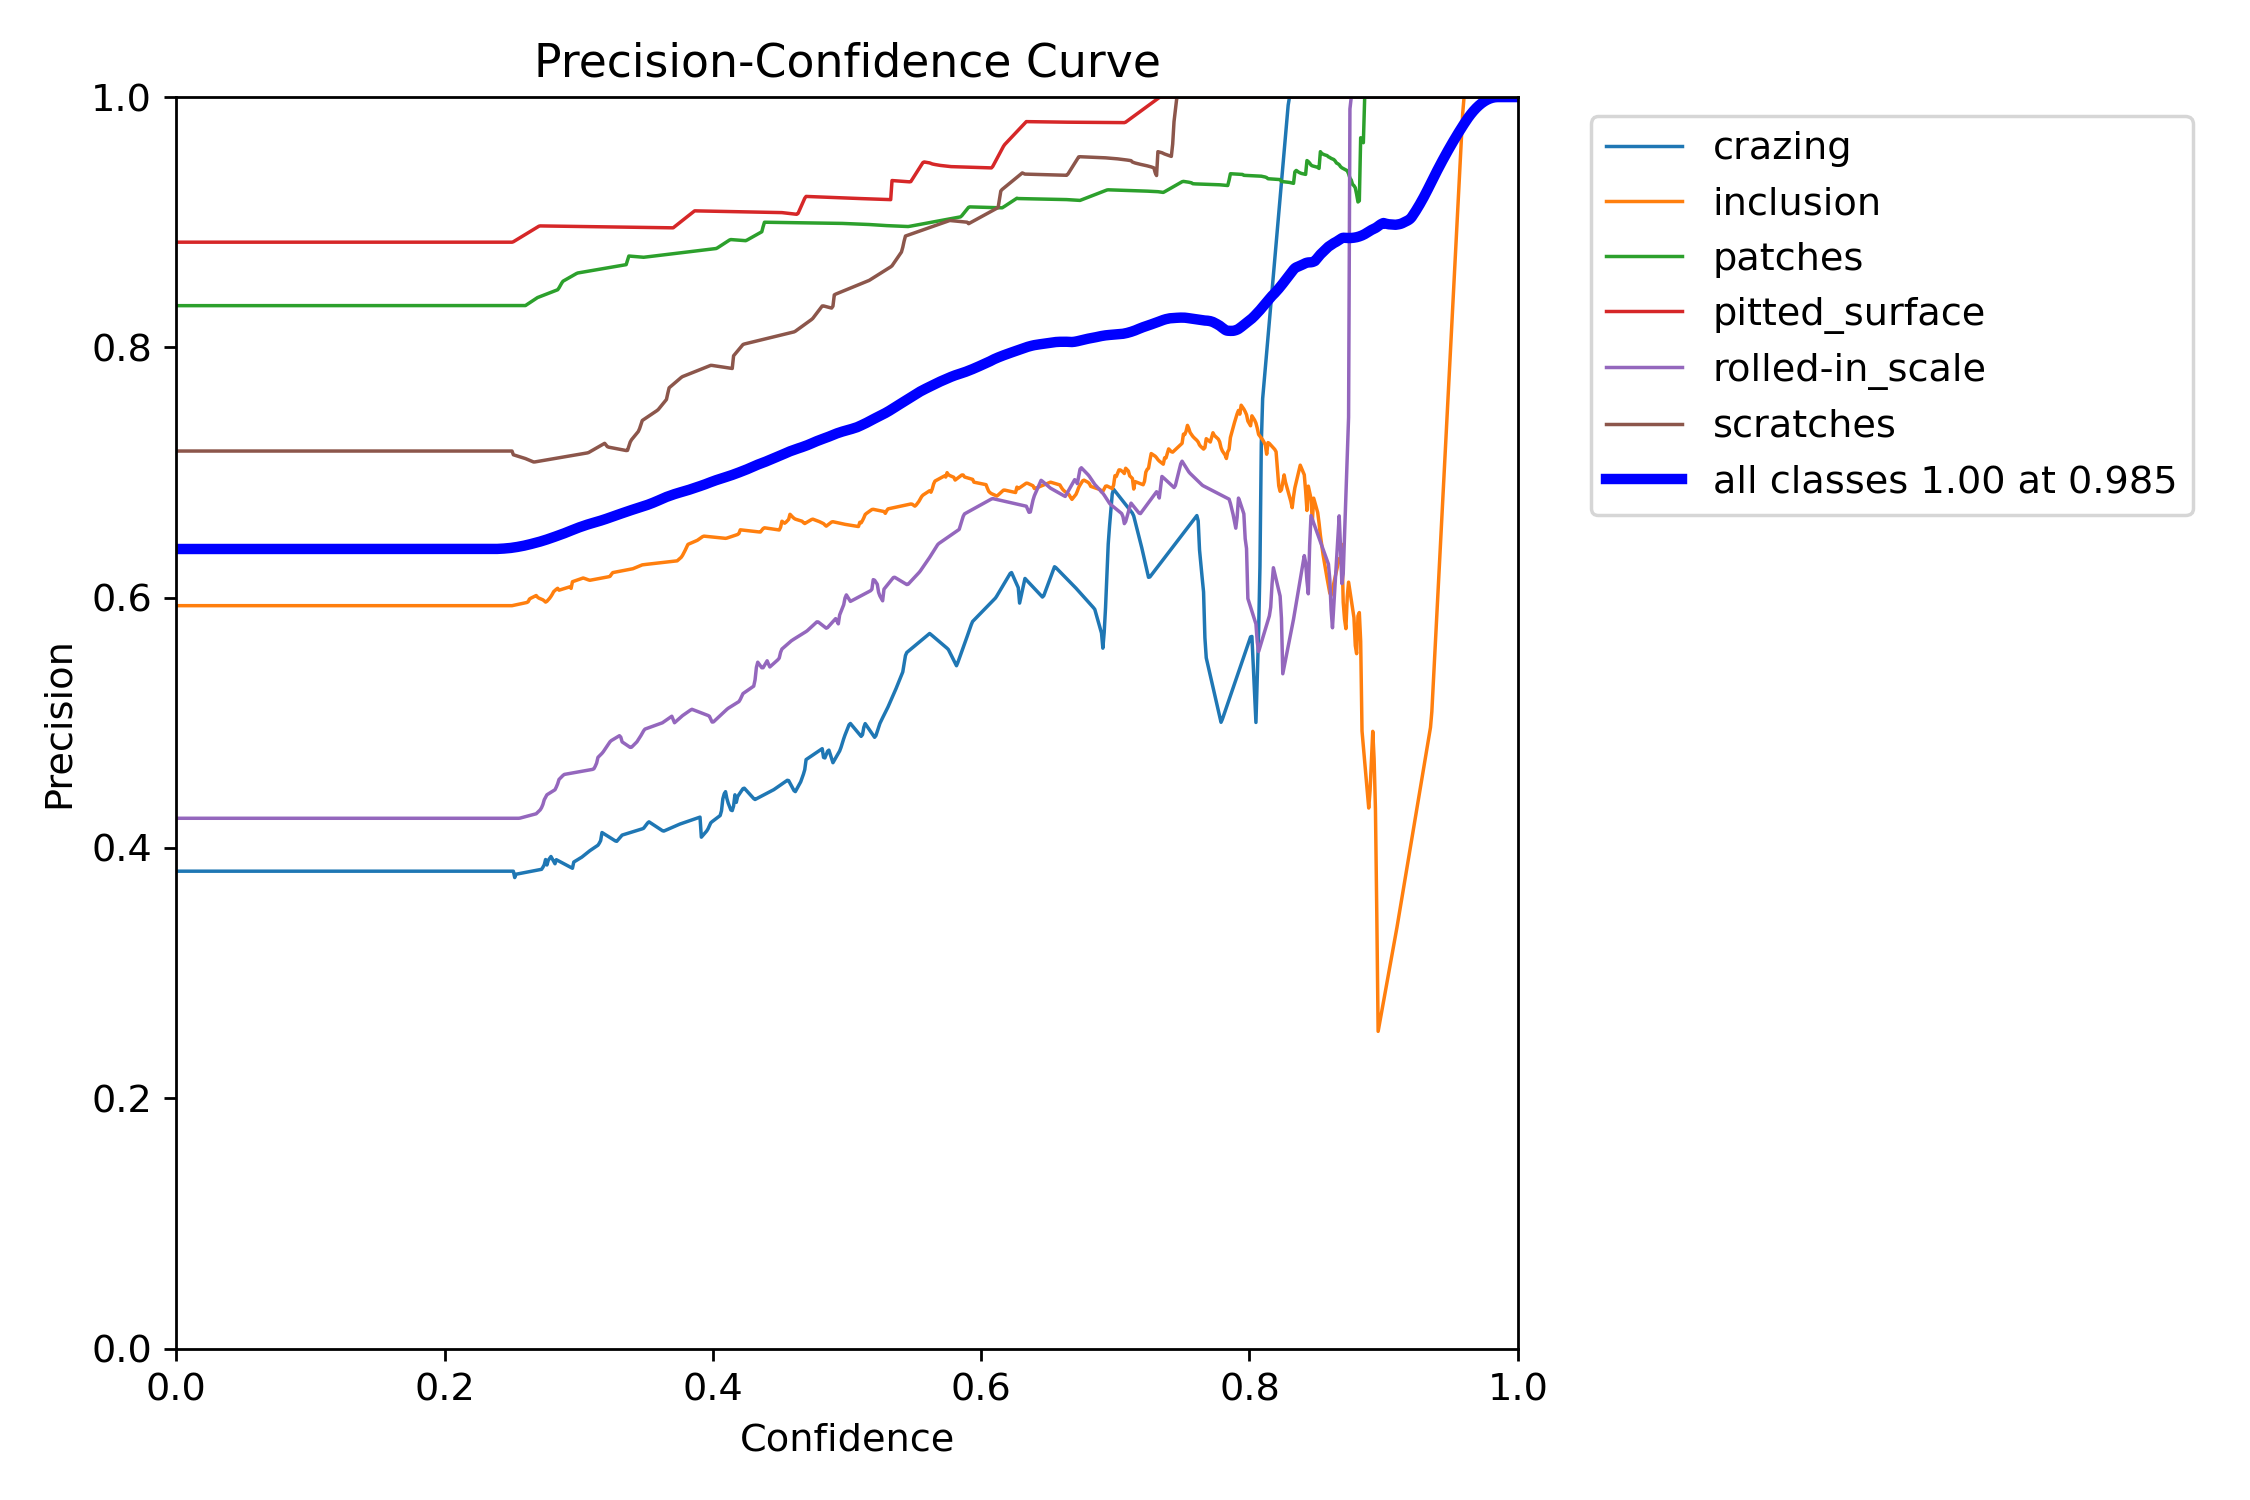 Precision-Confidence Curve
1.0
0.8
0.6
0.4
0.2
0.0
Precision
0.0 0.2 0.4 0.6 0.8 1.0
Confidence
crazing
inclusion
patches
pitted_surface
rolled-in_scale
scratches
all classes 1.00 at 0.985